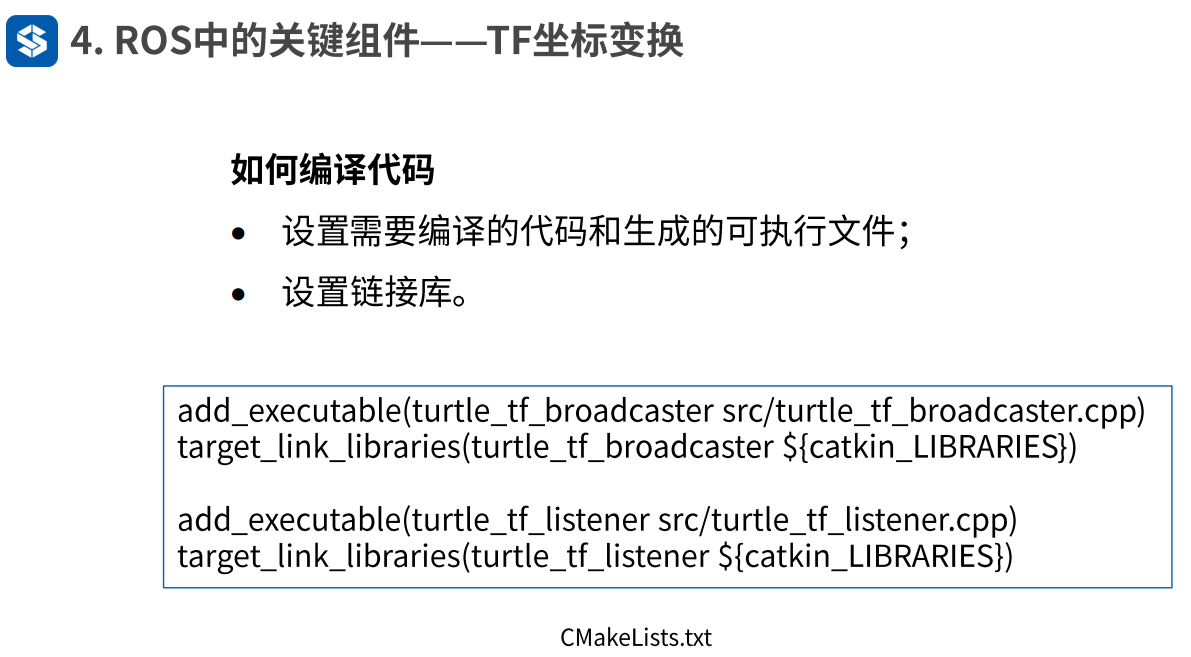 4. ROS中的关键组件——TF坐标变换
如何编译代码
• 设置需要编译的代码和生成的可执行文件；
• 设置链接库。
add_executable(turtle_tf_broadcaster src/turtle_tf_broadcaster.cpp)
target_link_libraries(turtle_tf_broadcaster ${catkin_LIBRARIES})
add_executable(turtle_tf_listener src/turtle_tf_listener.cpp)
target_link_libraries(turtle_tf_listener ${catkin_LIBRARIES})
CMakeLists.txt